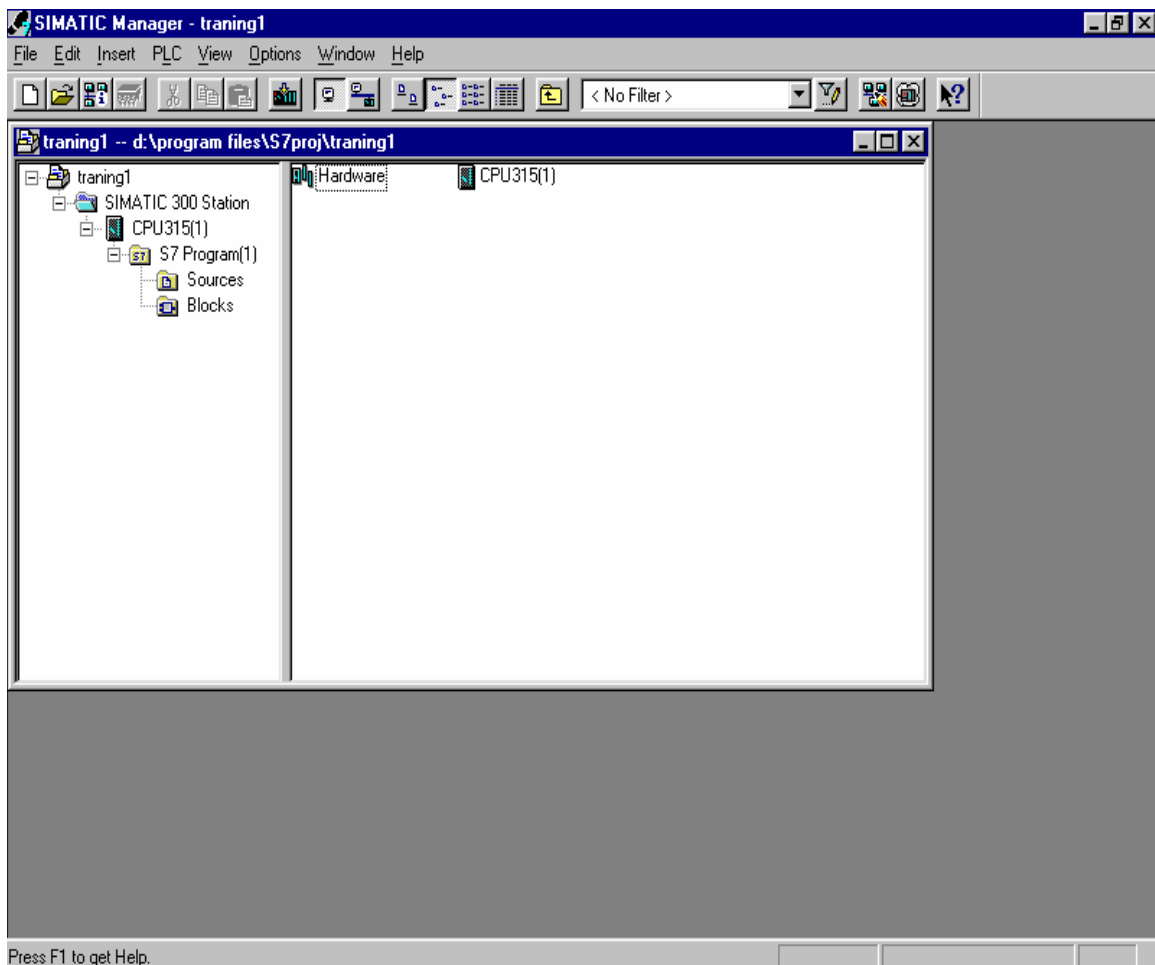 SIMATIC Manager - traning1
File Edit Insert PLC View Options Window Help
< No Filter >
traning1 -- d:\program files\S7proj\traning1
traning1
SIMATIC 300 Station
CPU315(1)
S7 Program(1)
Sources
Blocks
Hardware CPU315(1)
Press F1 to get Help.